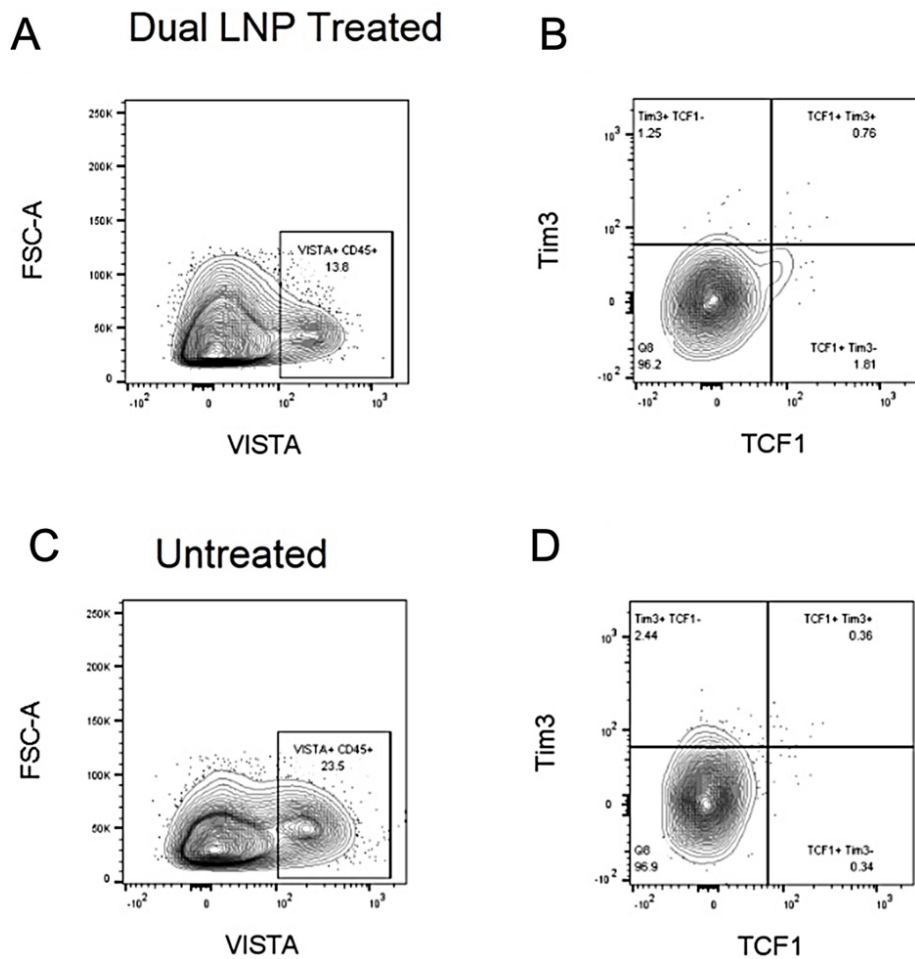 A
Dual LNP Treated
B
250K
200K
150K
100K
50K
0
FSC-A
VISTA+ CD45+
13.8
-10²
0
10²
10³
VISTA
Tim3+ TCF1-
1.25
TCF1+ Tim3+
0.76
10³
10²
0
-10²
Tim3
Q8
96.2
TCF1+ Tim3-
1.81
-10²
0
10²
10³
TCF1
C
Untreated
D
250K
200K
150K
100K
50K
0
FSC-A
VISTA+ CD45+
23.5
-10²
0
10²
10³
VISTA
Tim3+ TCF1-
2.44
TCF1+ Tim3+
0.36
10³
10²
0
-10²
Tim3
Q8
96.9
TCF1+ Tim3-
0.34
-10²
0
10²
10³
TCF1